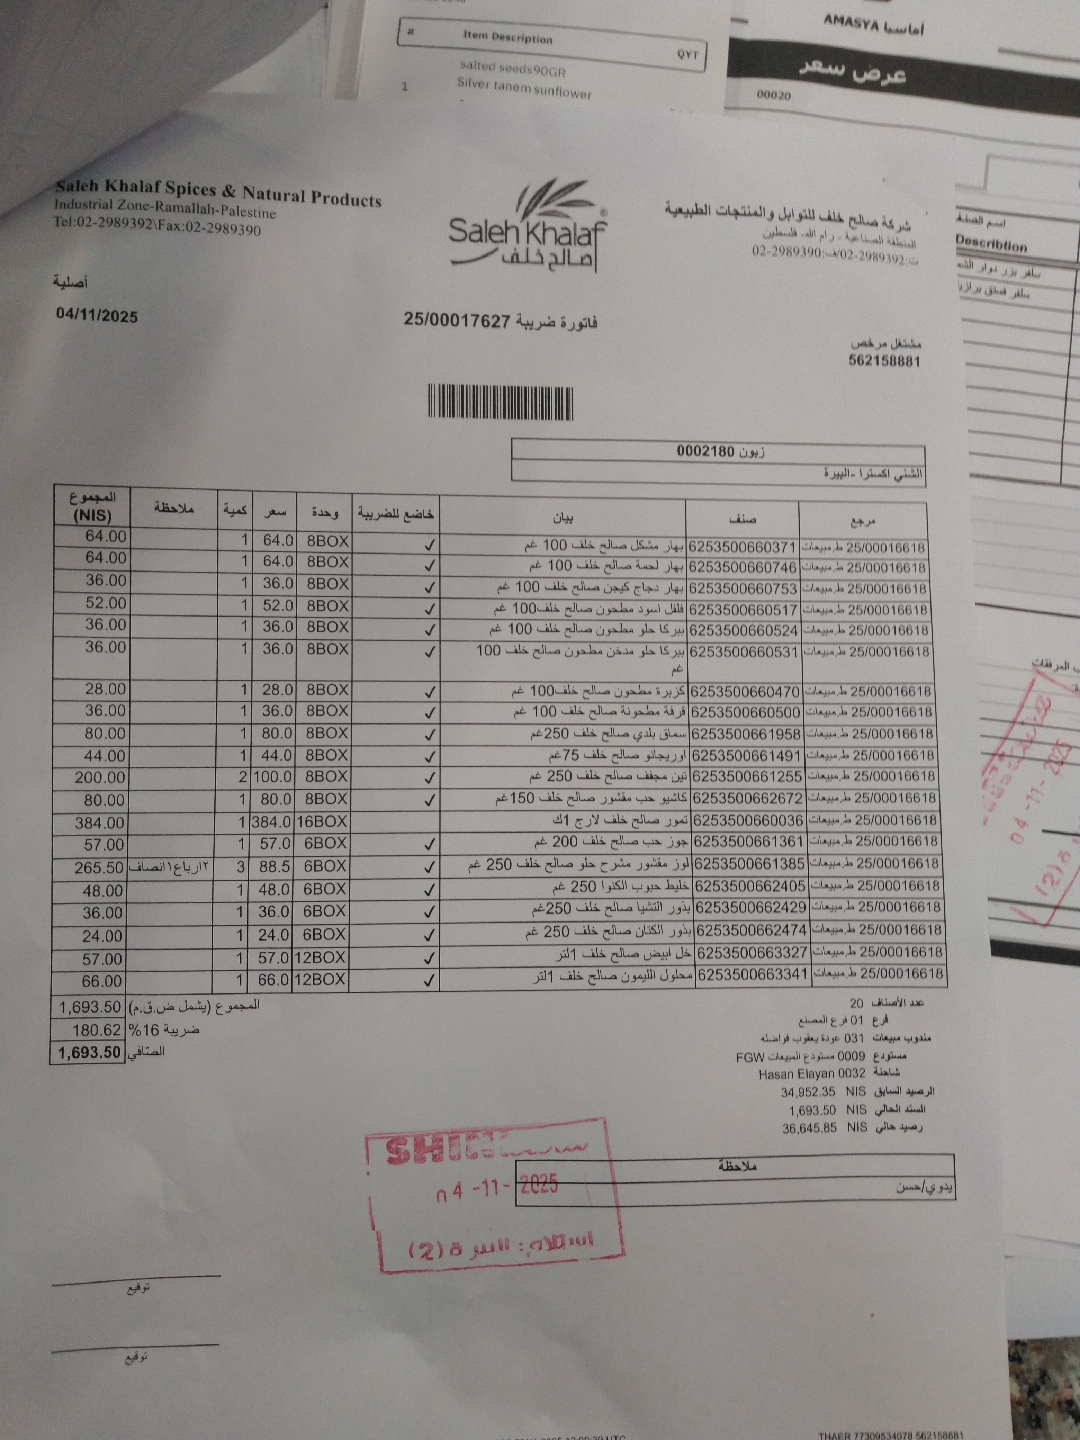 # Item Description QYT
salted seeds90GR
1 Silver tanem sunflower
AMASYA أماسيا
عرض سعر
00020
اسم الصنف
Describtion
Saleh Khalaf Spices & Natural Products
Industrial Zone-Ramallah-Palestine
Tel:02-2989392\Fax:02-2989390
Saleh Khalaf
صالح خلف
شركة صالح خلف للتوابل والمنتجات الطبيعية
المنطقة الصناعية - رام الله- فلسطين
ت:02-2989392/ف:02-2989390
أصلية
04/11/2025
فاتورة ضريبة 25/00017627
مشتغل مرخص
562158881
زبون 0002180
الشني اكسترا -البيرة
مرجع صنف بيان خاضع للضريبة وحدة سعر كمية ملاحظة المجموع (NIS)
25/00016618 ط.مبيعات 6253500660371 بهار مشكل صالح خلف 100 غم ✓ 8BOX 64.0 1 64.00
25/00016618 ط.مبيعات 6253500660746 بهار لحمة صالح خلف 100 غم ✓ 8BOX 64.0 1 64.00
25/00016618 ط.مبيعات 6253500660753 بهار دجاج كيجن صالح خلف 100 غم ✓ 8BOX 36.0 1 36.00
25/00016618 ط.مبيعات 6253500660517 فلفل اسود مطحون صالح خلف100 غم ✓ 8BOX 52.0 1 52.00
25/00016618 ط.مبيعات 6253500660524 ببركا حلو مطحون صالح خلف 100 غم ✓ 8BOX 36.0 1 36.00
25/00016618 ط.مبيعات 6253500660531 ببركا حلو مدخن مطحون صالح خلف 100 ✓ 8BOX 36.0 1 36.00
غم
25/00016618 ط.مبيعات 6253500660470 كزبرة مطحون صالح خلف100 غم ✓ 8BOX 28.0 1 28.00
25/00016618 ط.مبيعات 6253500660500 قرفة مطحونة صالح خلف 100 غم ✓ 8BOX 36.0 1 36.00
25/00016618 ط.مبيعات 6253500661958 سماق بلدي صالح خلف 250غم ✓ 8BOX 80.0 1 80.00
25/00016618 ط.مبيعات 6253500661491 اوريجانو صالح خلف 75غم ✓ 8BOX 44.0 1 44.00
25/00016618 ط.مبيعات 6253500661255 تين مجفف صالح خلف 250 غم ✓ 8BOX 100.0 2 200.00
25/00016618 ط.مبيعات 6253500662672 كاشيو حب مقشور صالح خلف 150غم ✓ 8BOX 80.0 1 80.00
25/00016618 ط.مبيعات 6253500660036 تمور صالح خلف لارج 1ك 16BOX 384.0 1 384.00
25/00016618 ط.مبيعات 6253500661361 جوز حب صالح خلف 200 غم ✓ 6BOX 57.0 1 57.00
25/00016618 ط.مبيعات 6253500661385 لوز مقشور مشرح حلو صالح خلف 250 غم ✓ 6BOX 88.5 3 ٢ارباع١انصاف 265.50
25/00016618 ط.مبيعات 6253500662405 خليط حبوب الكنوا 250 غم ✓ 6BOX 48.0 1 48.00
25/00016618 ط.مبيعات 6253500662429 بذور التشيا صالح خلف 250غم ✓ 6BOX 36.0 1 36.00
25/00016618 ط.مبيعات 6253500662474 بذور الكتان صالح خلف 250 غم ✓ 6BOX 24.0 1 24.00
25/00016618 ط.مبيعات 6253500663327 خل ابيض صالح خلف 1لتر ✓ 12BOX 57.0 1 57.00
25/00016618 ط.مبيعات 6253500663341 محلول الليمون صالح خلف 1لتر ✓ 12BOX 66.0 1 66.00
المجموع (يشمل ض.ق.م) 1,693.50
ضريبة 16% 180.62
الصافي 1,693.50
عدد الأصناف 20
فرع 01 فرع المصنع
مندوب مبيعات 031 عودة يعقوب فواضله
مستودع 0009 مستودع المبيعات FGW
شاحنة 0032 Hasan Elayan
الرصيد السابق NIS 34,952.35
السند الحالي NIS 1,693.50
رصيد حالي NIS 36,645.85
ملاحظة
يدوي/حسن
04-11-2025
استلام: البيرة (2)
توقيع
توقيع
04-11-2025
(2)
THAER 77309534078 562158881